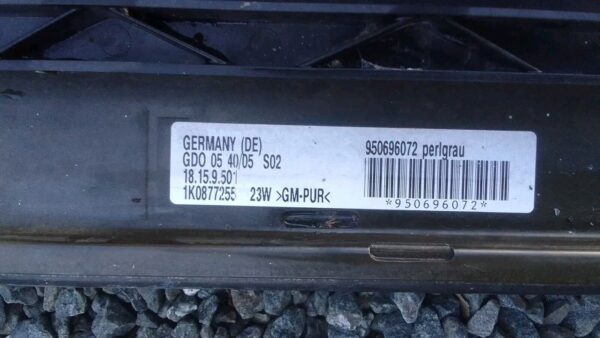 GERMANY (DE)
GDO 05 40/05 S02
18.15.9.501
1K0877255 23W >GM-PUR<
950696072 perlgrau
*950696072*